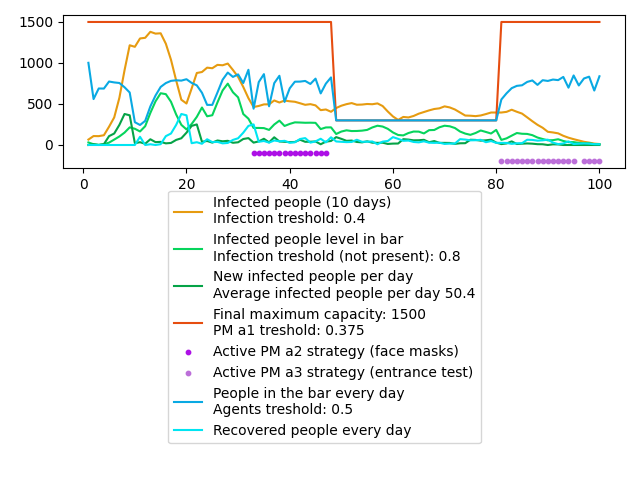 1500
1000
500
0
0
20
40
60
80
100
Infected people (10 days)
Infection treshold: 0.4
Infected people level in bar
Infection treshold (not present): 0.8
New infected people per day
Average infected people per day 50.4
Final maximum capacity: 1500
PM a1 treshold: 0.375
Active PM a2 strategy (face masks)
Active PM a3 strategy (entrance test)
People in the bar every day
Agents treshold: 0.5
Recovered people every day